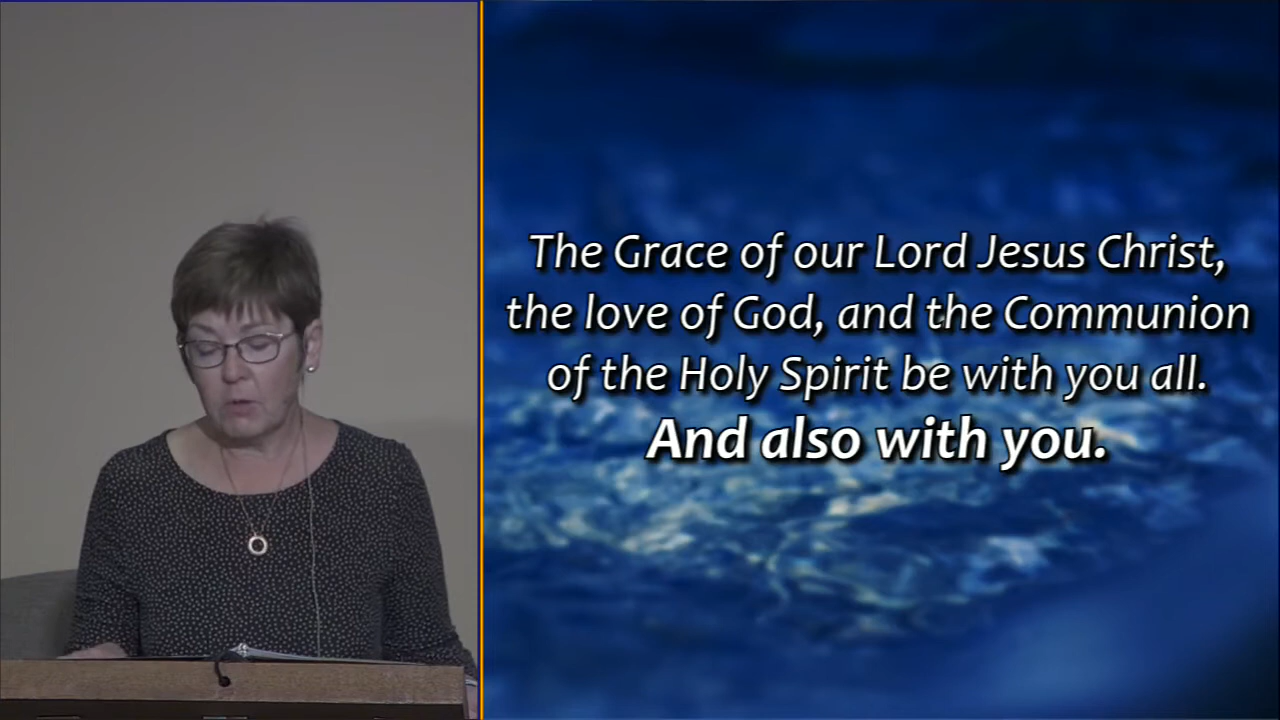 The Grace of our Lord Jesus Christ,
the love of God, and the Communion
of the Holy Spirit be with you all.
And also with you.